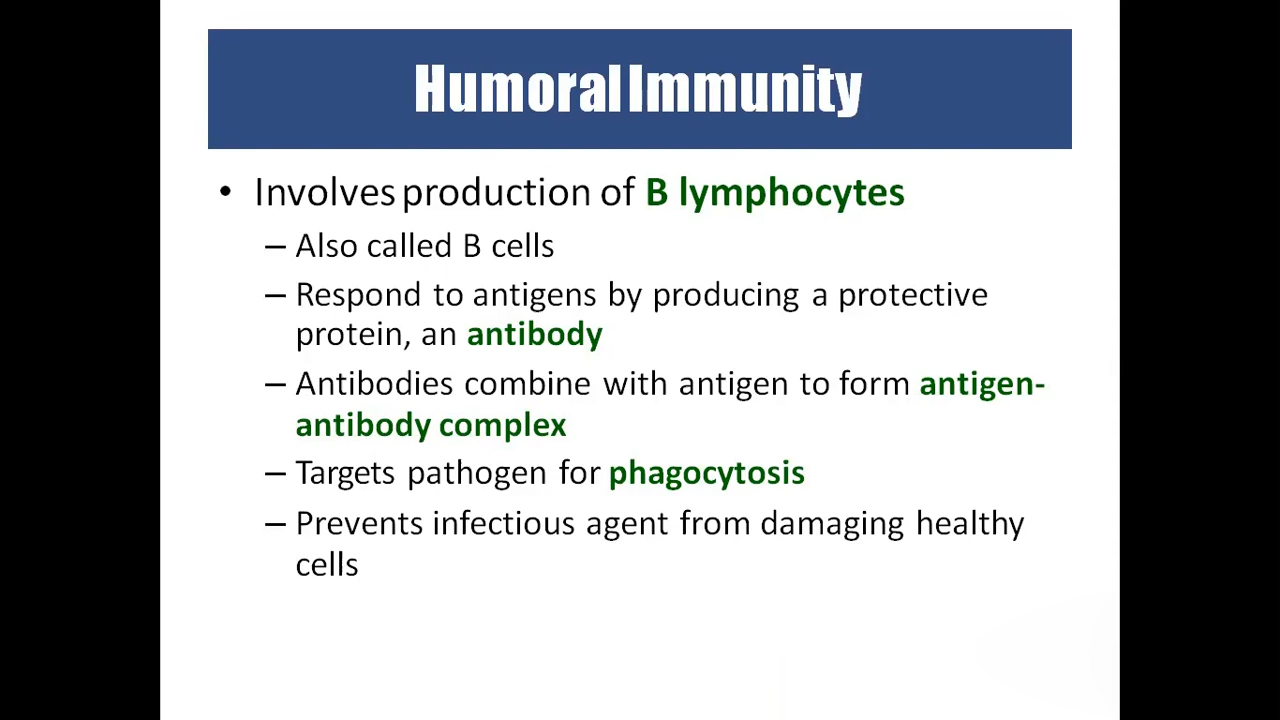 Humoral Immunity
• Involves production of B lymphocytes
– Also called B cells
– Respond to antigens by producing a protective
protein, an antibody
– Antibodies combine with antigen to form antigen-
antibody complex
– Targets pathogen for phagocytosis
– Prevents infectious agent from damaging healthy
cells